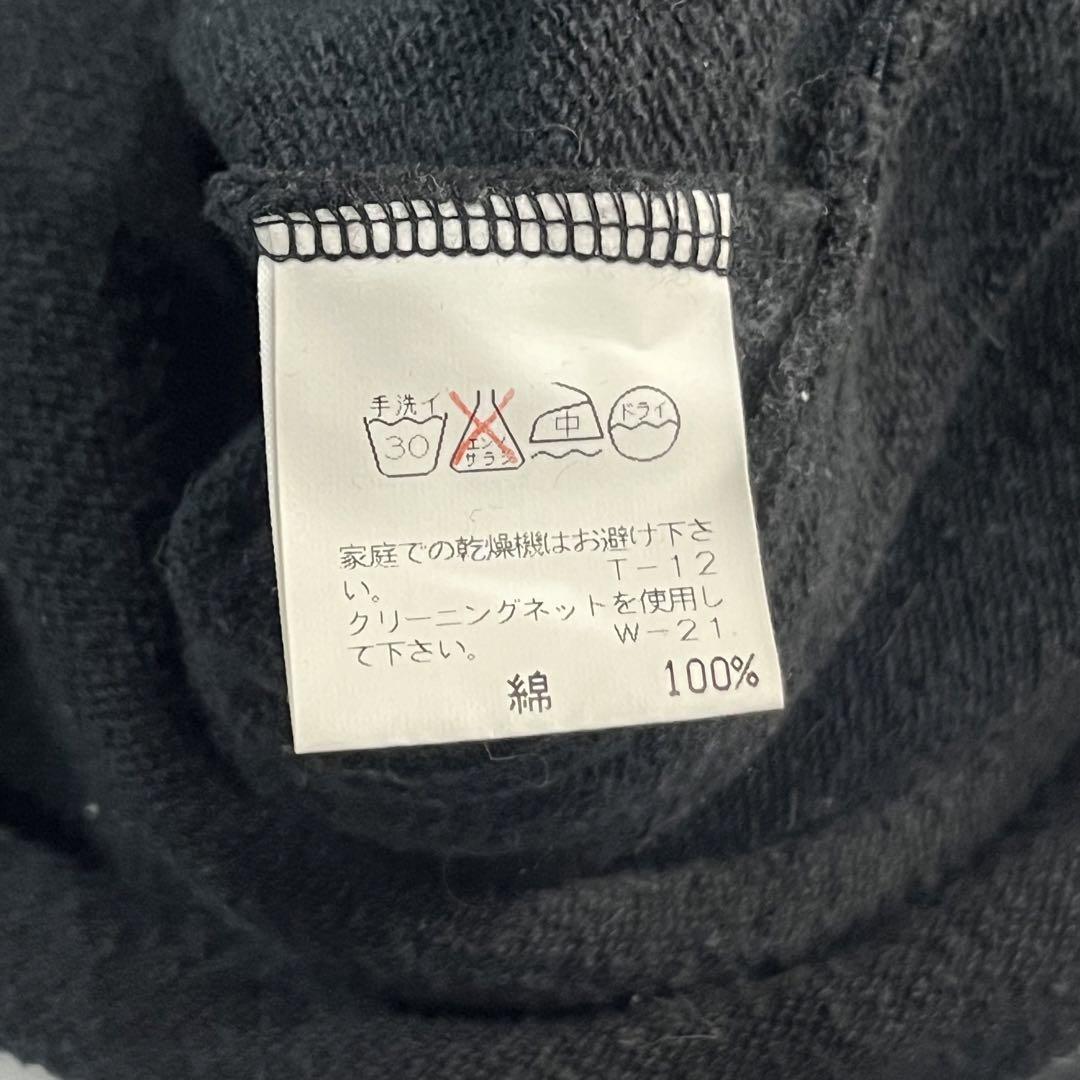 手洗イ
30
エンソ
サラシ
中
ドライ
家庭での乾燥機はお避け下さ
い。 T-12
クリーニングネットを使用し
て下さい。 W-21
綿 100%